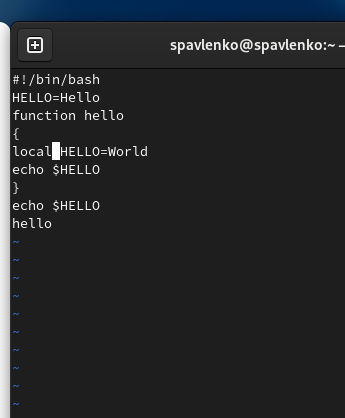 spavlenko@spavlenko:~ —
#!/bin/bash
HELLO=Hello
function hello
{
local HELLO=World
echo $HELLO
}
echo $HELLO
hello
~
~
~
~
~
~
~
~
~
~